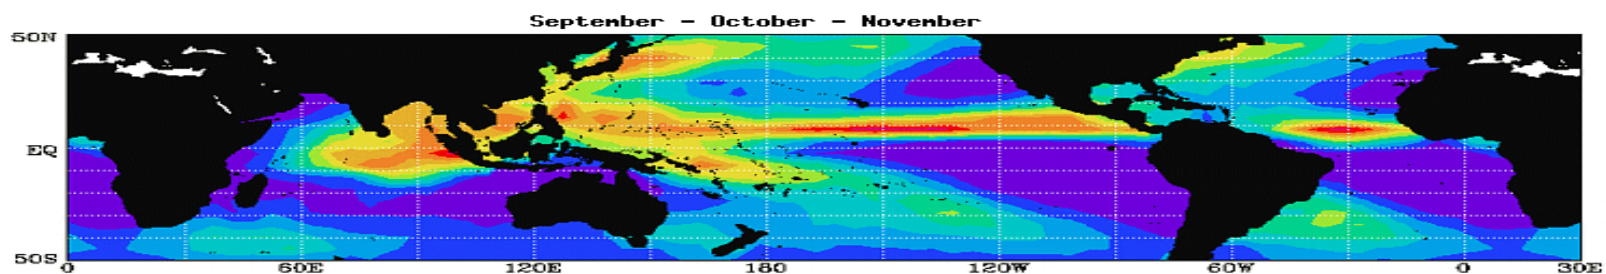 September - October - November
50N
EQ
50S
0 60E 120E 180 120W 60W 0 30E